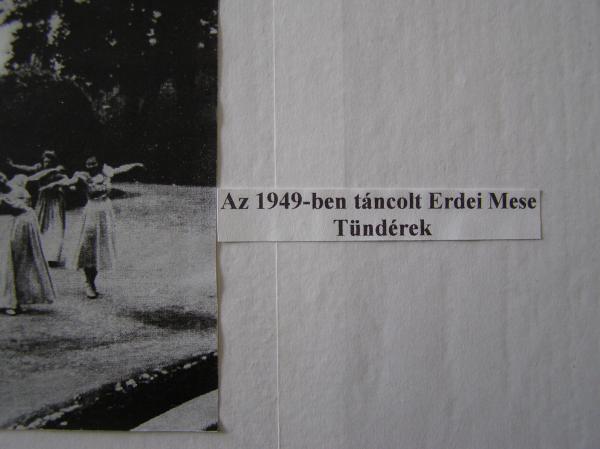 Az 1949-ben táncolt Erdei Mese
Tündérek